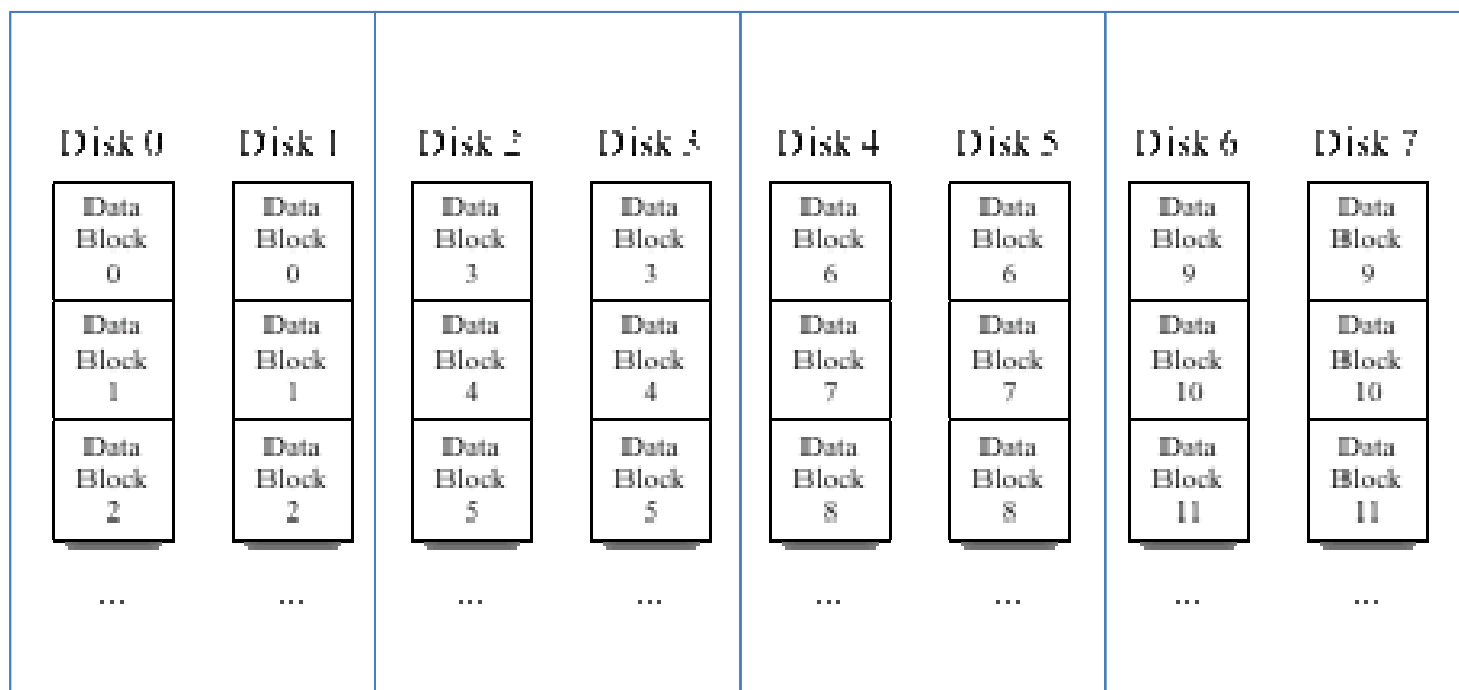 Disk 0 Disk 1 Disk 2 Disk 3 Disk 4 Disk 5 Disk 6 Disk 7
Data Data Data Data Data Data Data Data
Block Block Block Block Block Block Block Block
0 0 3 3 6 6 9 9
Data Data Data Data Data Data Data Data
Block Block Block Block Block Block Block Block
1 1 4 4 7 7 10 10
Data Data Data Data Data Data Data Data
Block Block Block Block Block Block Block Block
2 2 5 5 8 8 11 11
... ... ... ... ... ... ... ...